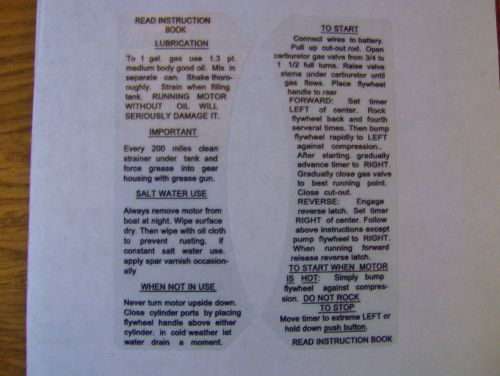 READ INSTRUCTION
BOOK
LUBRICATION
To 1 gal. gas use 1.3 pt.
medium body good oil. Mix in
separate can. Shake thoro-
oughly. Strain when filling
tank. RUNNING MOTOR
WITHOUT OIL WILL
SERIOUSLY DAMAGE IT.
IMPORTANT
Every 200 miles clean
strainer under tank and
force grease into gear
housing with grease gun.
SALT WATER USE
Always remove motor from
boat at night. Wipe surface
dry. Then wipe with oil cloth
to prevent rusting. if
constant salt water use.
apply spar varnish occasion-
ally
WHEN NOT IN USE
Never turn motor upside down.
Close cylinder ports by placing
flywheel handle above either
cylinder. in cold weather let
water drain a moment.
TO START
Connect wires to battery.
Pull up cut-out rod. Open
carburetor gas valve from 3/4 to
1 1/2 full turns. Raise valve
stems under carburetor until
gas flows. Place flywheel
handle to rear
FORWARD: Set timer
LEFT of center. Rock
flywheel back and fourth
serveral times. Then bump
flywheel rapidly to LEFT
against compression..
After starting. gradually
advance timer to RIGHT.
Gradually close gas valve
to best running point.
Close cut-out.
REVERSE: Engage
reverse latch. Set timer
RIGHT of center. Follow
above instructions except
pump flywheel to RIGHT.
When running forward
release reverse latch.
TO START WHEN MOTOR
IS HOT: Simply bump
flywheel against compres-
sion. DO NOT ROCK
TO STOP
Move timer to extreme LEFT or
hold down push button.
READ INSTRUCTION BOOK